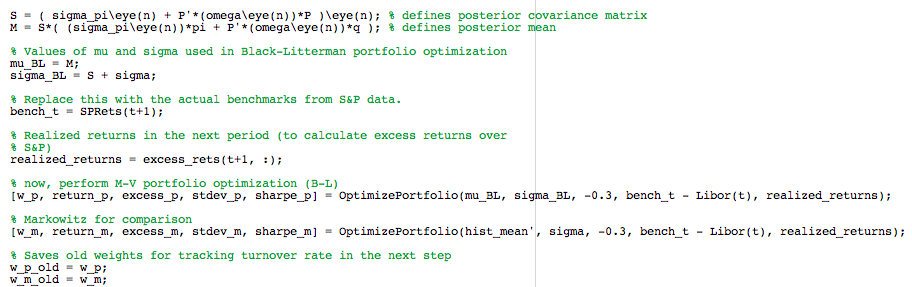 S = ( sigma_pi\eye(n) + P'*(omega\eye(n))*P )\eye(n); % defines posterior covariance matrix
M = S*( (sigma_pi\eye(n))*pi + P'*(omega\eye(n))*q ); % defines posterior mean
% Values of mu and sigma used in Black-Litterman portfolio optimization
mu_BL = M;
sigma_BL = S + sigma;
% Replace this with the actual benchmarks from S&P data.
bench_t = SPRets(t+1);
% Realized returns in the next period (to calculate excess returns over
% S&P)
realized_returns = excess_rets(t+1, :);
% now, perform M-V portfolio optimization (B-L)
[w_p, return_p, excess_p, stdev_p, sharpe_p] = OptimizePortfolio(mu_BL, sigma_BL, -0.3, bench_t - Libor(t), realized_returns);
% Markowitz for comparison
[w_m, return_m, excess_m, stdev_m, sharpe_m] = OptimizePortfolio(hist_mean', sigma, -0.3, bench_t - Libor(t), realized_returns);
% Saves old weights for tracking turnover rate in the next step
w_p_old = w_p;
w_m_old = w_m;